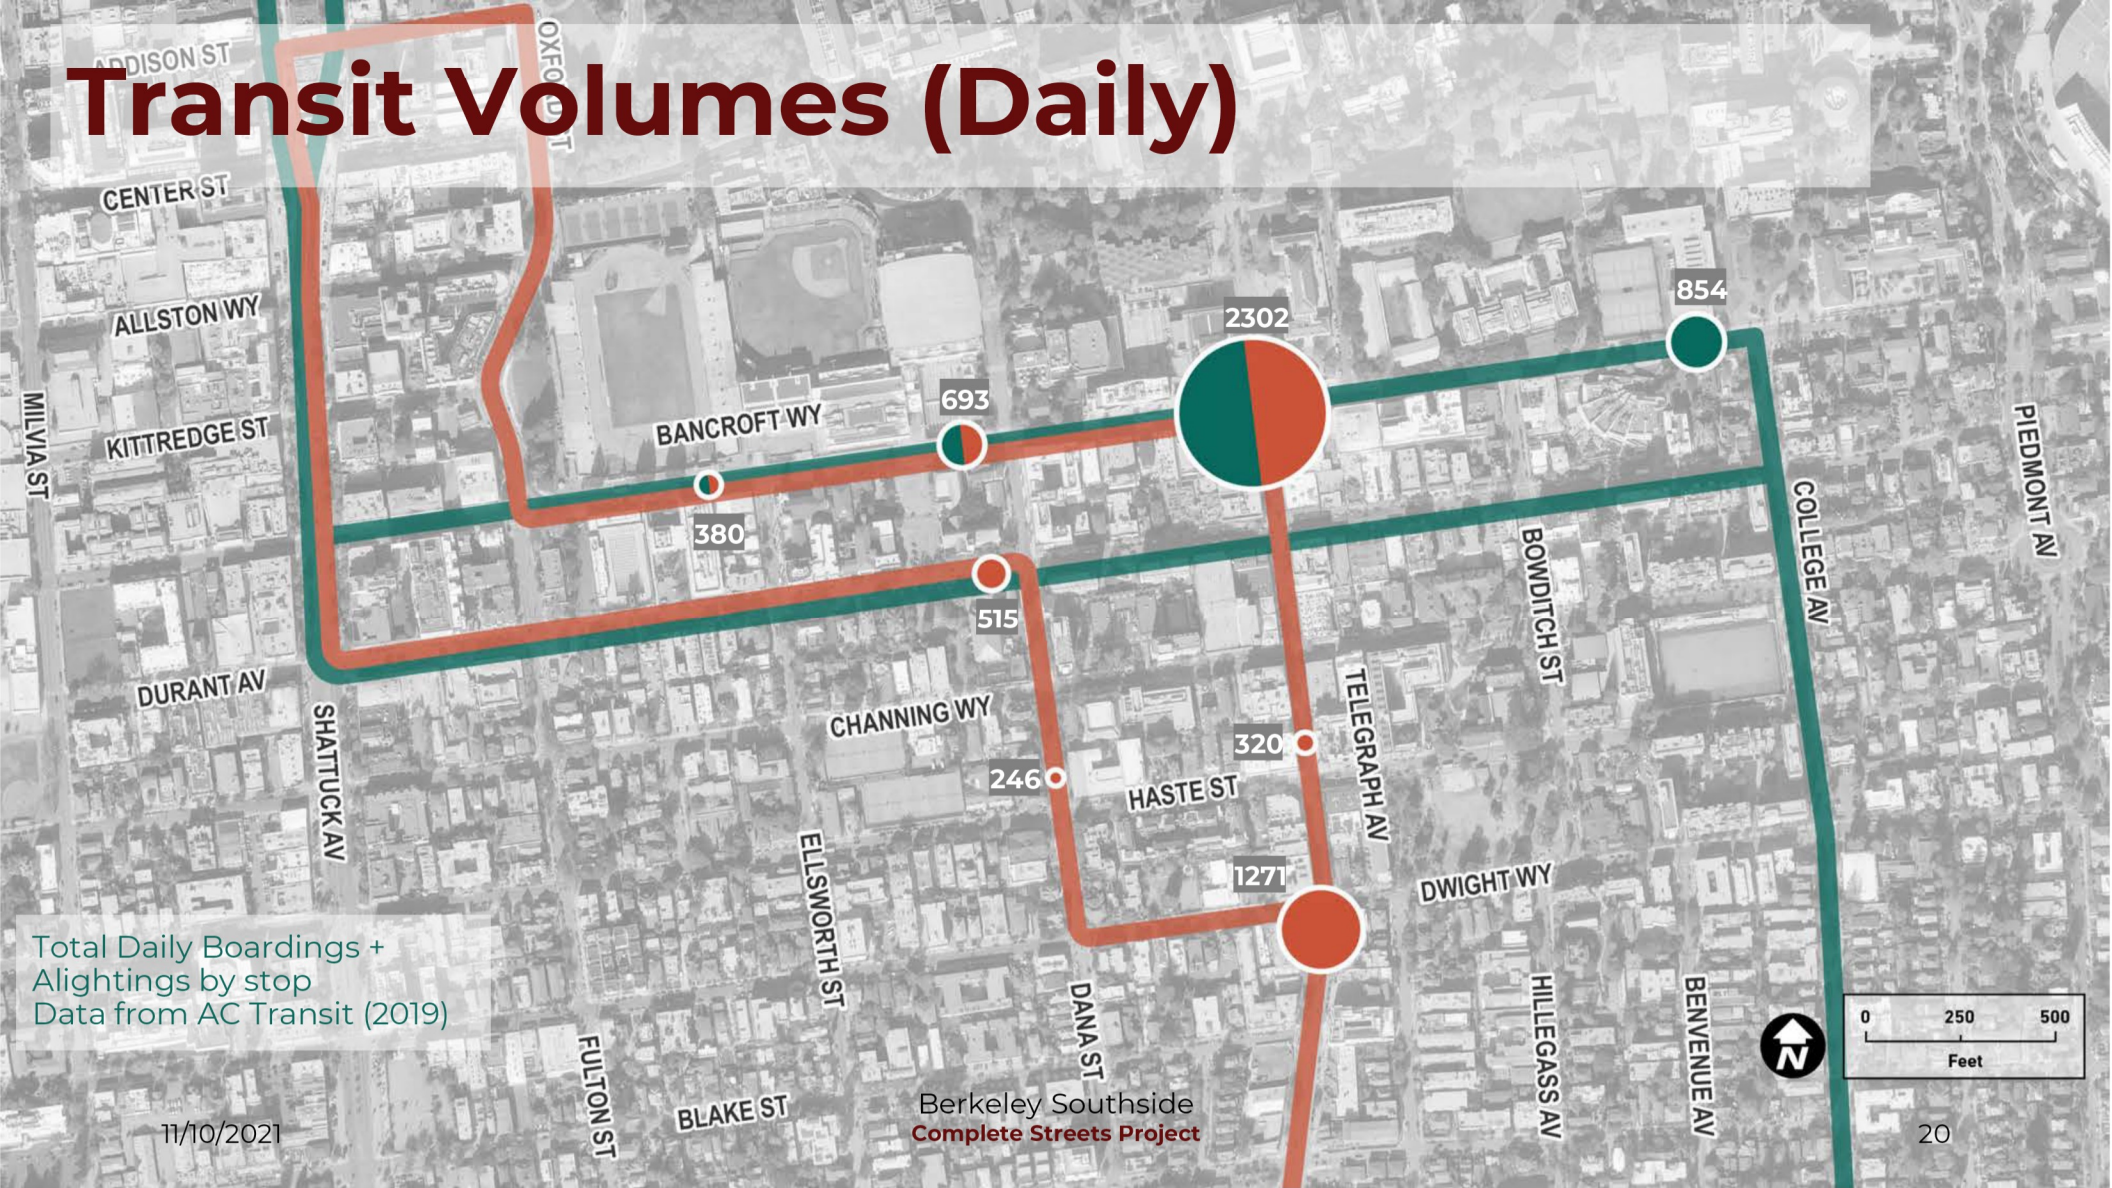 ADDISON ST
OXFORD ST
Transit Volumes (Daily)
CENTER ST
ALLSTON WY
854
2302
MILVIA ST
KITTREDGE ST
BANCROFT WY
693
PIEDMONT AV
380
COLLEGE AV
BOWDITCH ST
515
DURANT AV
SHATTUCK AV
CHANNING WY
TELEGRAPH AV
320
246
HASTE ST
ELLSWORTH ST
1271
DWIGHT WY
Total Daily Boardings +
Alightings by stop
Data from AC Transit (2019)
DANA ST
HILLEGASS AV
BENVENUE AV
N
0 250 500
Feet
FULTON ST
BLAKE ST
Berkeley Southside
Complete Streets Project
11/10/2021
20